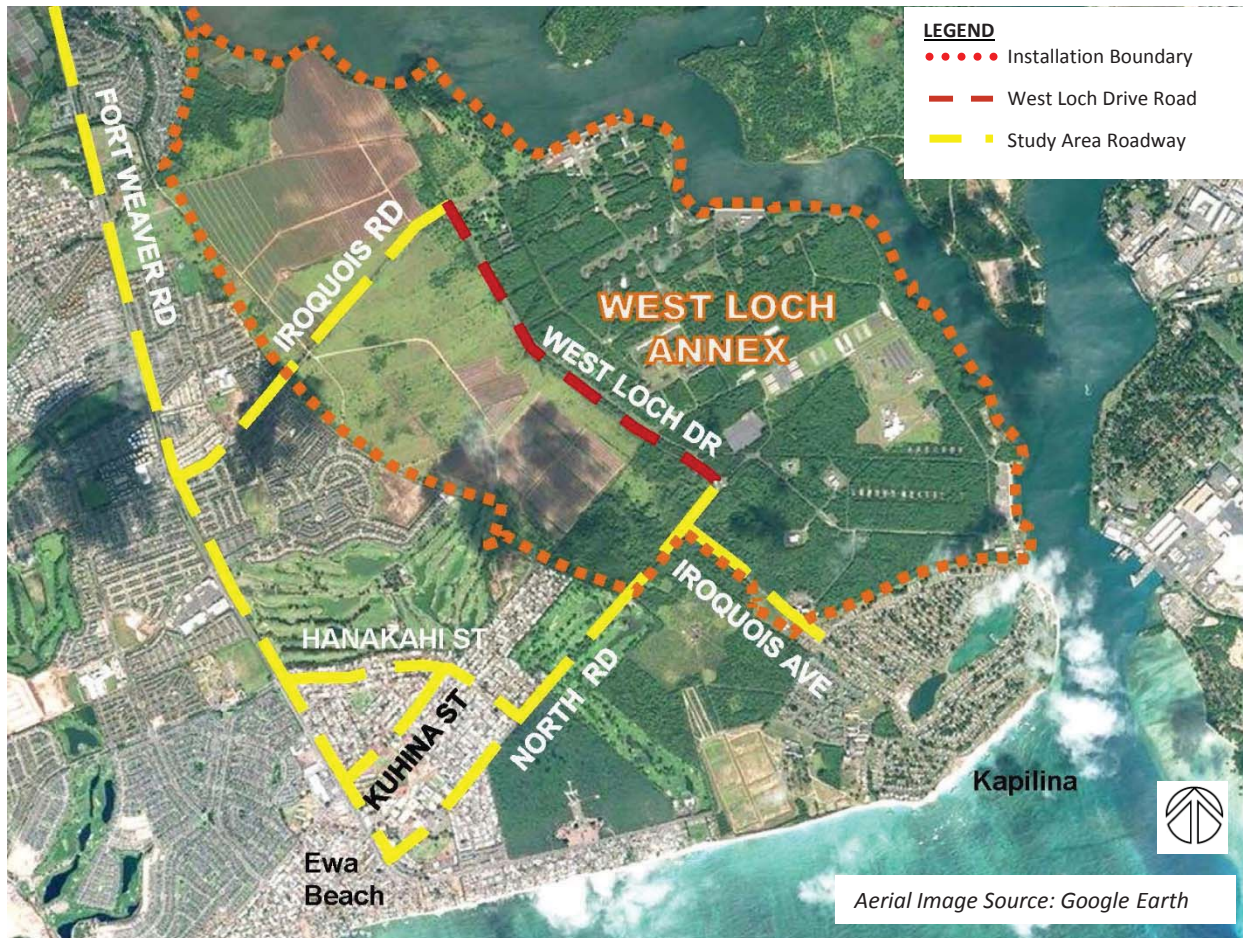 LEGEND
Installation Boundary
West Loch Drive Road
Study Area Roadway
FORT WEAVER RD
IROQUOIS RD
WEST LOCH
ANNEX
WEST LOCH DR
IROQUOIS AVE
HANAKAHI ST
KUHINA ST
NORTH RD
Kapilina
Ewa
Beach
Aerial Image Source: Google Earth